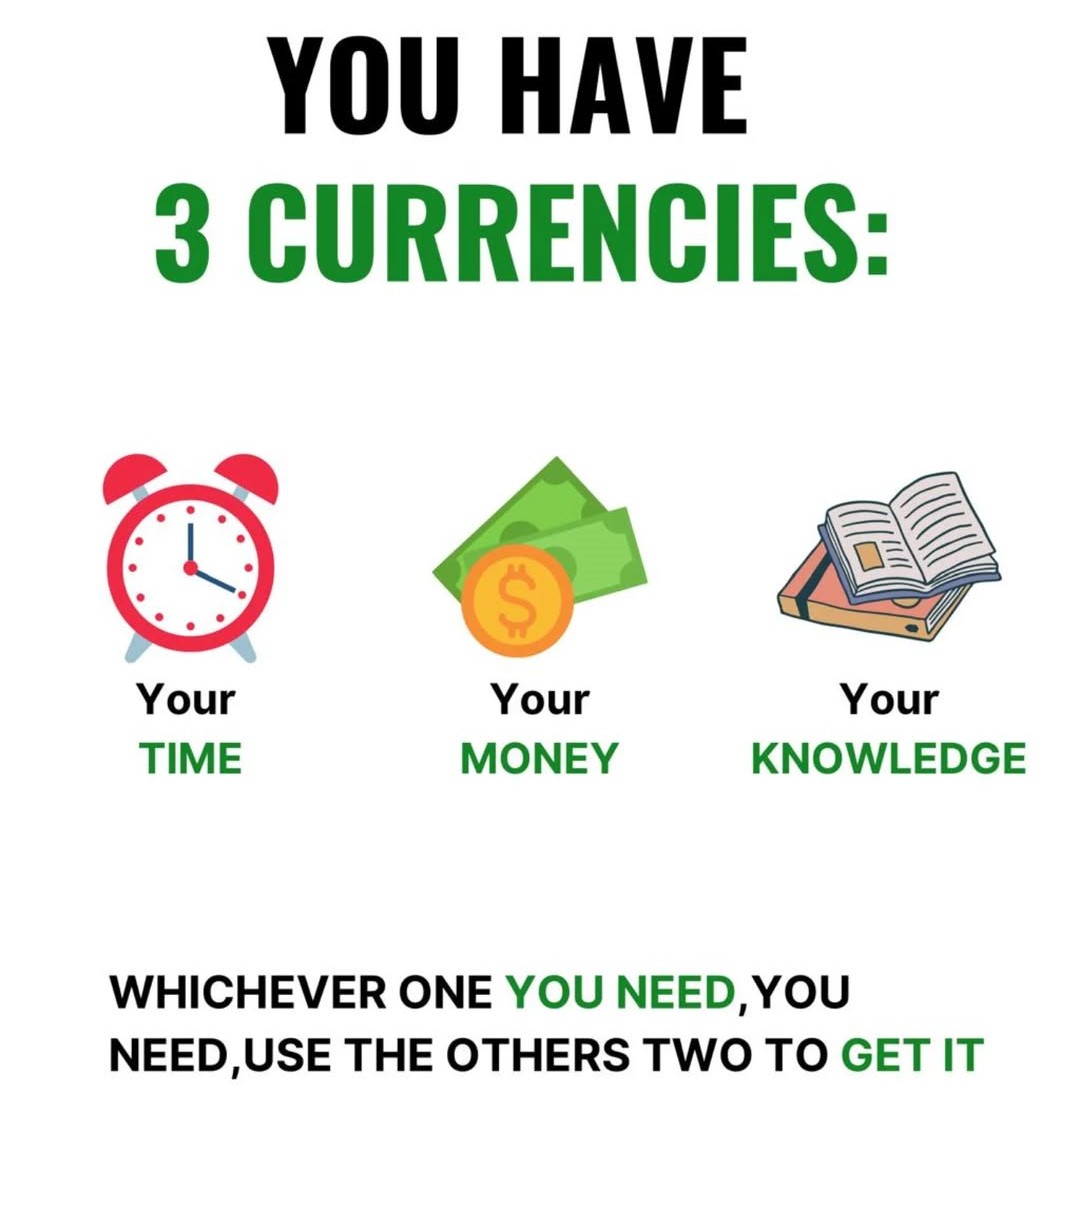 YOU HAVE
3 CURRENCIES:
Your
TIME
Your
MONEY
Your
KNOWLEDGE
WHICHEVER ONE YOU NEED,YOU
NEED,USE THE OTHERS TWO TO GET IT